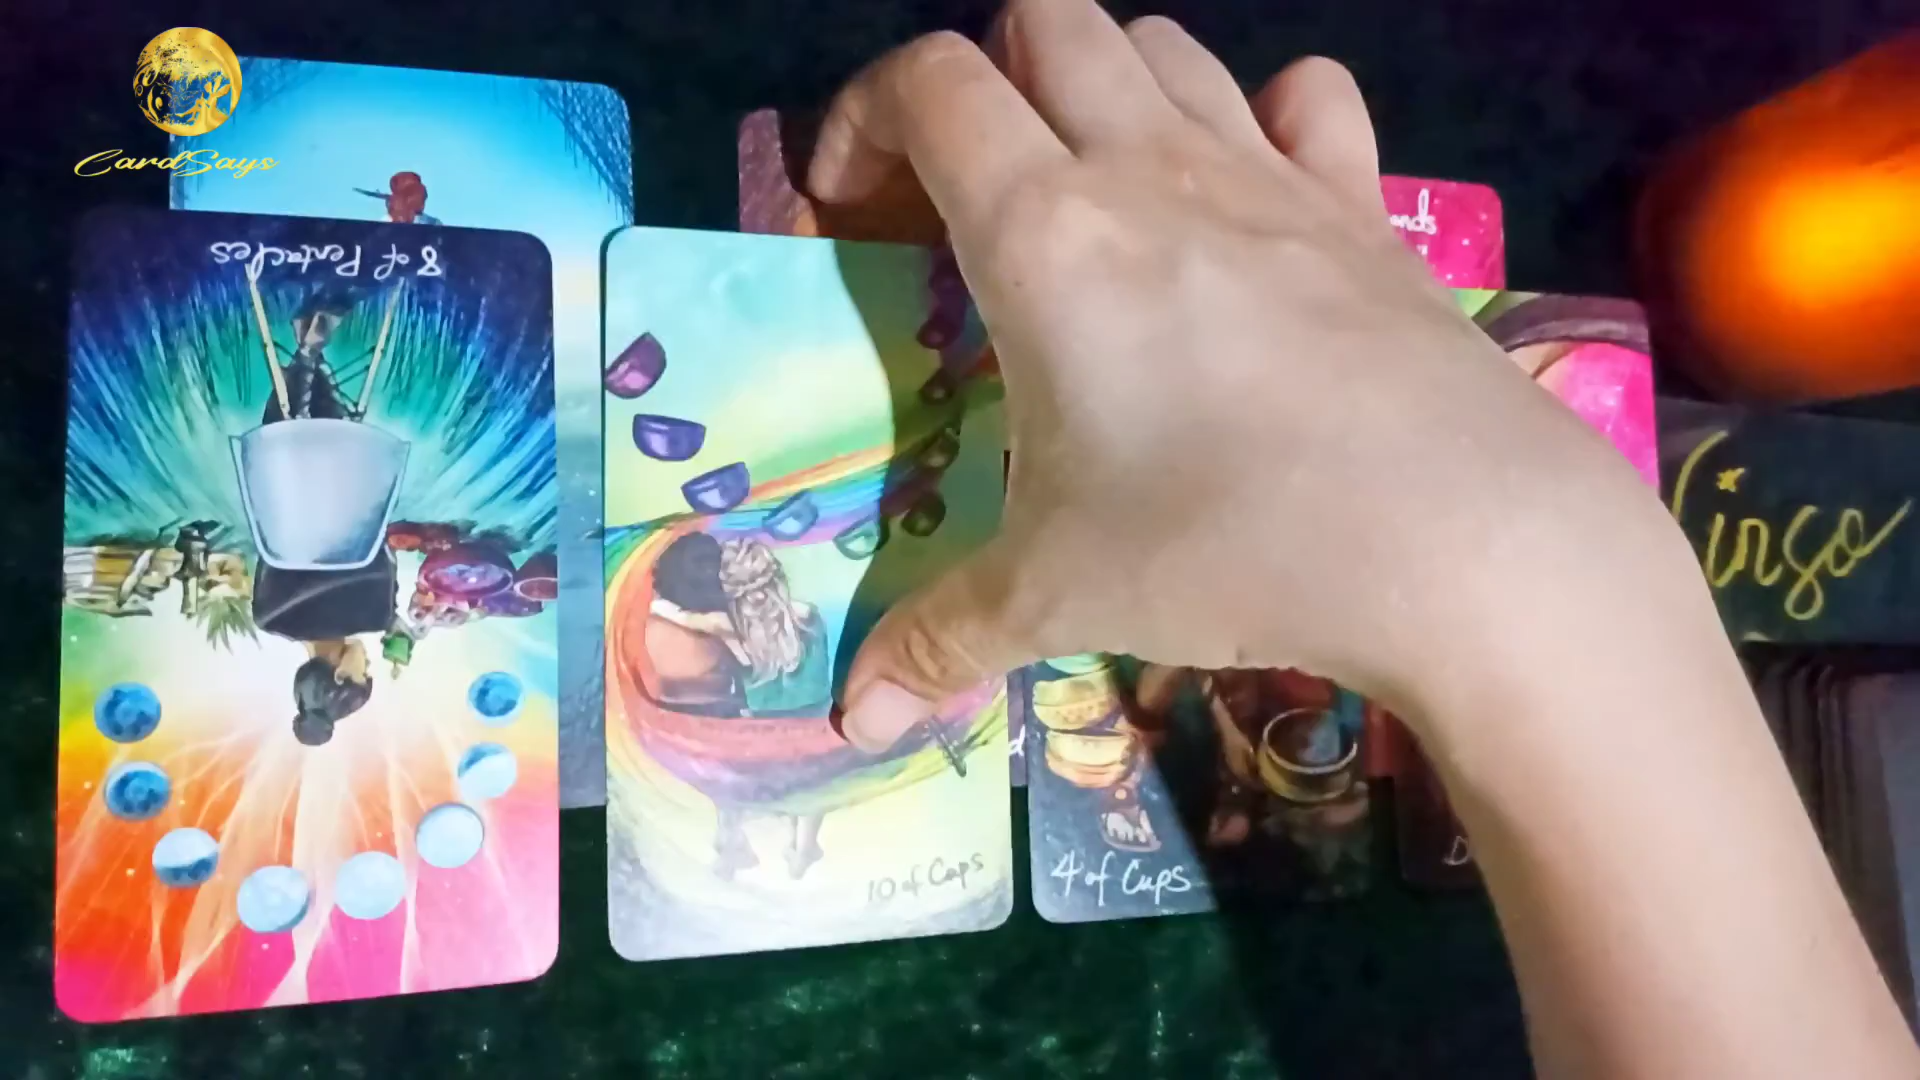 CardSays
8 of Pentacles
10 of Cups
4 of Cups
Virgo